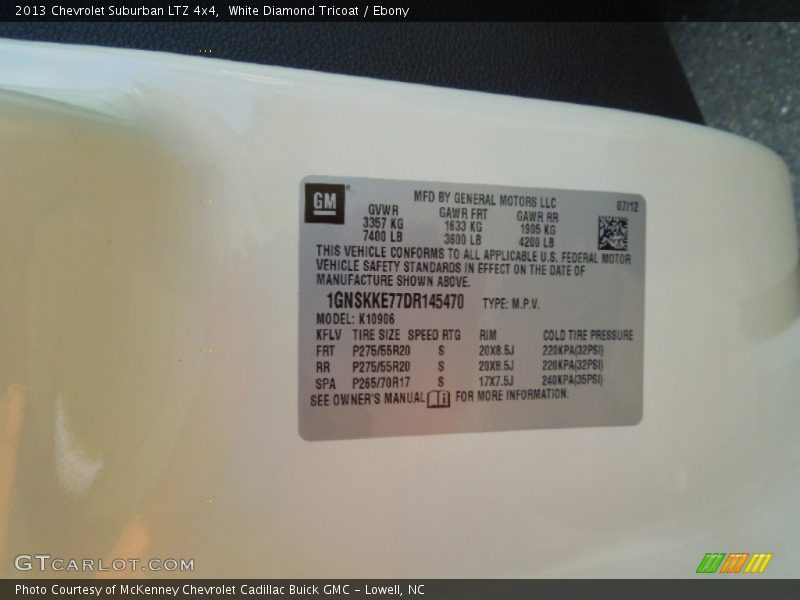 2013 Chevrolet Suburban LTZ 4x4, White Diamond Tricoat / Ebony
GM
MFD BY GENERAL MOTORS LLC 07/12
GVWR GAWR FRT GAWR RR
3357 KG 1633 KG 1905 KG
7400 LB 3600 LB 4200 LB
THIS VEHICLE CONFORMS TO ALL APPLICABLE U.S. FEDERAL MOTOR
VEHICLE SAFETY STANDARDS IN EFFECT ON THE DATE OF
MANUFACTURE SHOWN ABOVE.
1GNSKKE77DR145470 TYPE: M.P.V.
MODEL: K10906
KFLV TIRE SIZE SPEED RTG RIM COLD TIRE PRESSURE
FRT P275/55R20 S 20X8.5J 220KPA(32PSI)
RR P275/55R20 S 20X8.5J 220KPA(32PSI)
SPA P265/70R17 S 17X7.5J 240KPA(35PSI)
SEE OWNER'S MANUAL FOR MORE INFORMATION.
GTCARLOT.COM
Photo Courtesy of McKenney Chevrolet Cadillac Buick GMC - Lowell, NC